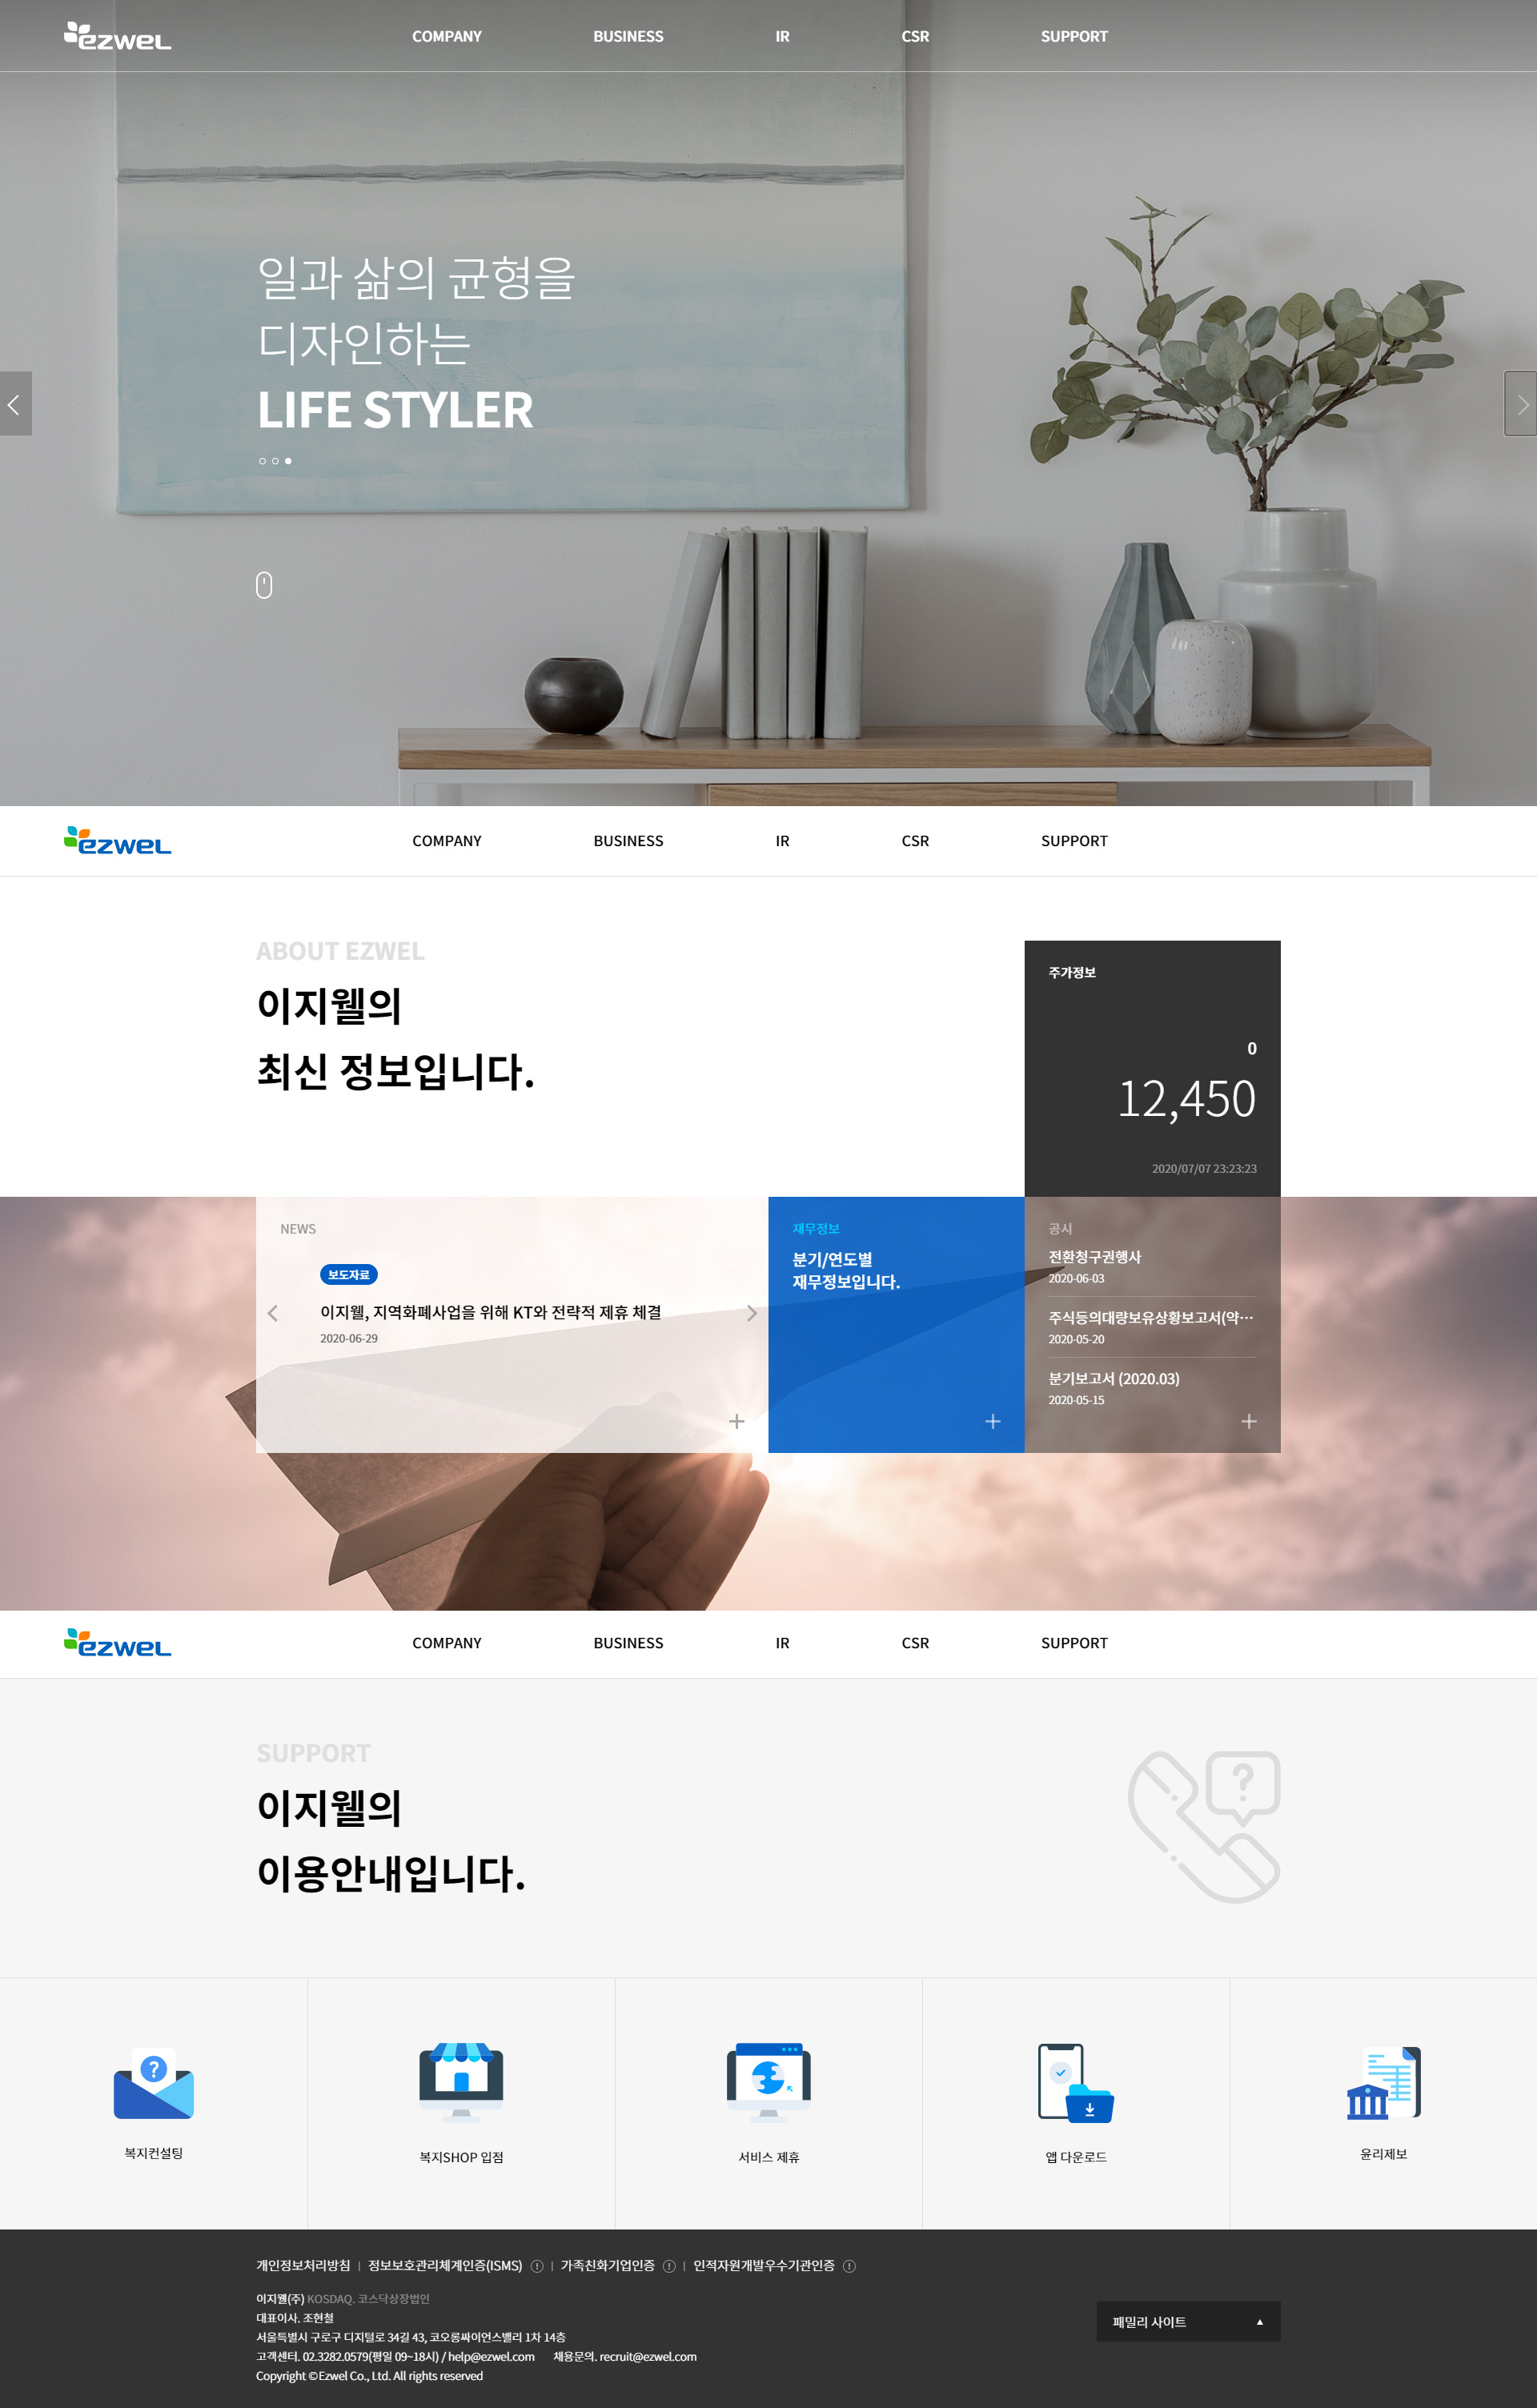 ezwel
COMPANY
BUSINESS
IR
CSR
SUPPORT
일과 삶의 균형을
디자인하는
LIFE STYLER
ezwel
COMPANY
BUSINESS
IR
CSR
SUPPORT
ABOUT EZWEL
이지웰의
최신 정보입니다.
주가정보
0
12,450
2020/07/07 23:23:23
NEWS
보도자료
이지웰, 지역화폐사업을 위해 KT와 전략적 제휴 체결
2020-06-29
재무정보
분기/연도별
재무정보입니다.
공시
전환청구권행사
2020-06-03
주식등의대량보유상황보고서(약…
2020-05-20
분기보고서 (2020.03)
2020-05-15
ezwel
COMPANY
BUSINESS
IR
CSR
SUPPORT
SUPPORT
이지웰의
이용안내입니다.
복지컨설팅
복지SHOP 입점
서비스 제휴
앱 다운로드
윤리제보
개인정보처리방침 | 정보보호관리체계인증(ISMS) | 가족친화기업인증 | 인적자원개발우수기관인증
이지웰(주) KOSDAQ. 코스닥상장법인
대표이사. 조현철
서울특별시 구로구 디지털로 34길 43, 코오롱싸이언스밸리 1차 14층
고객센터. 02.3282.0579(평일 09~18시) / help@ezwel.com 채용문의. recruit@ezwel.com
Copyright ©Ezwel Co., Ltd. All rights reserved
패밀리 사이트